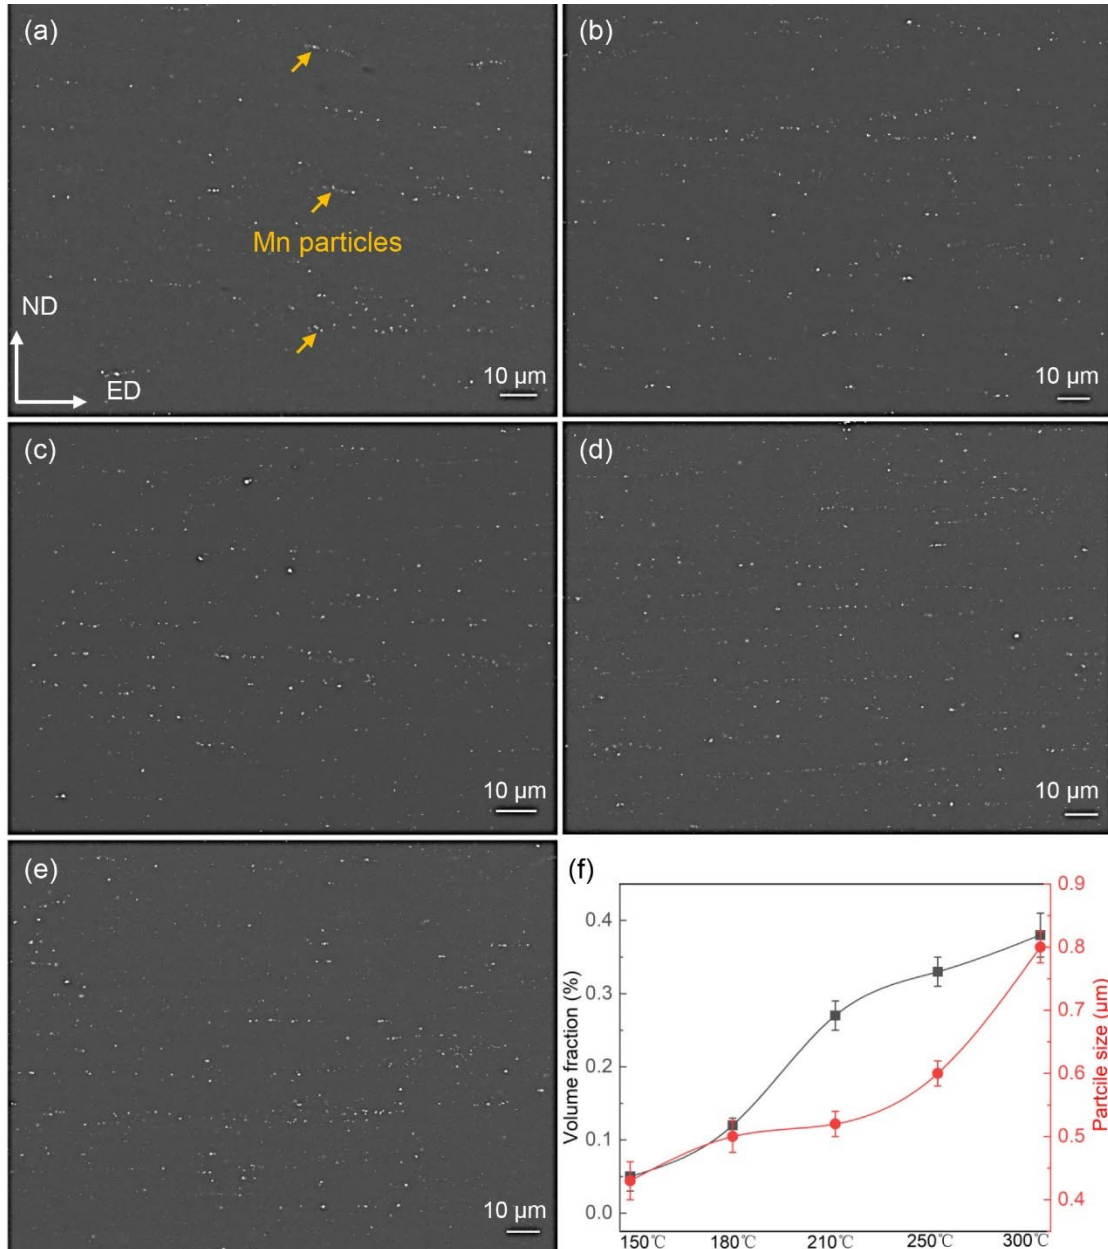 (a)
Mn particles
ND
ED
10 µm
(b)
10 µm
(c)
10 µm
(d)
10 µm
(e)
10 µm
(f)
Volume fraction (%)
0.4
0.3
0.2
0.1
0.0
150℃ 180℃ 210℃ 250℃ 300℃
0.9
0.8
0.7
0.6
0.5
0.4
Partcile size (µm)